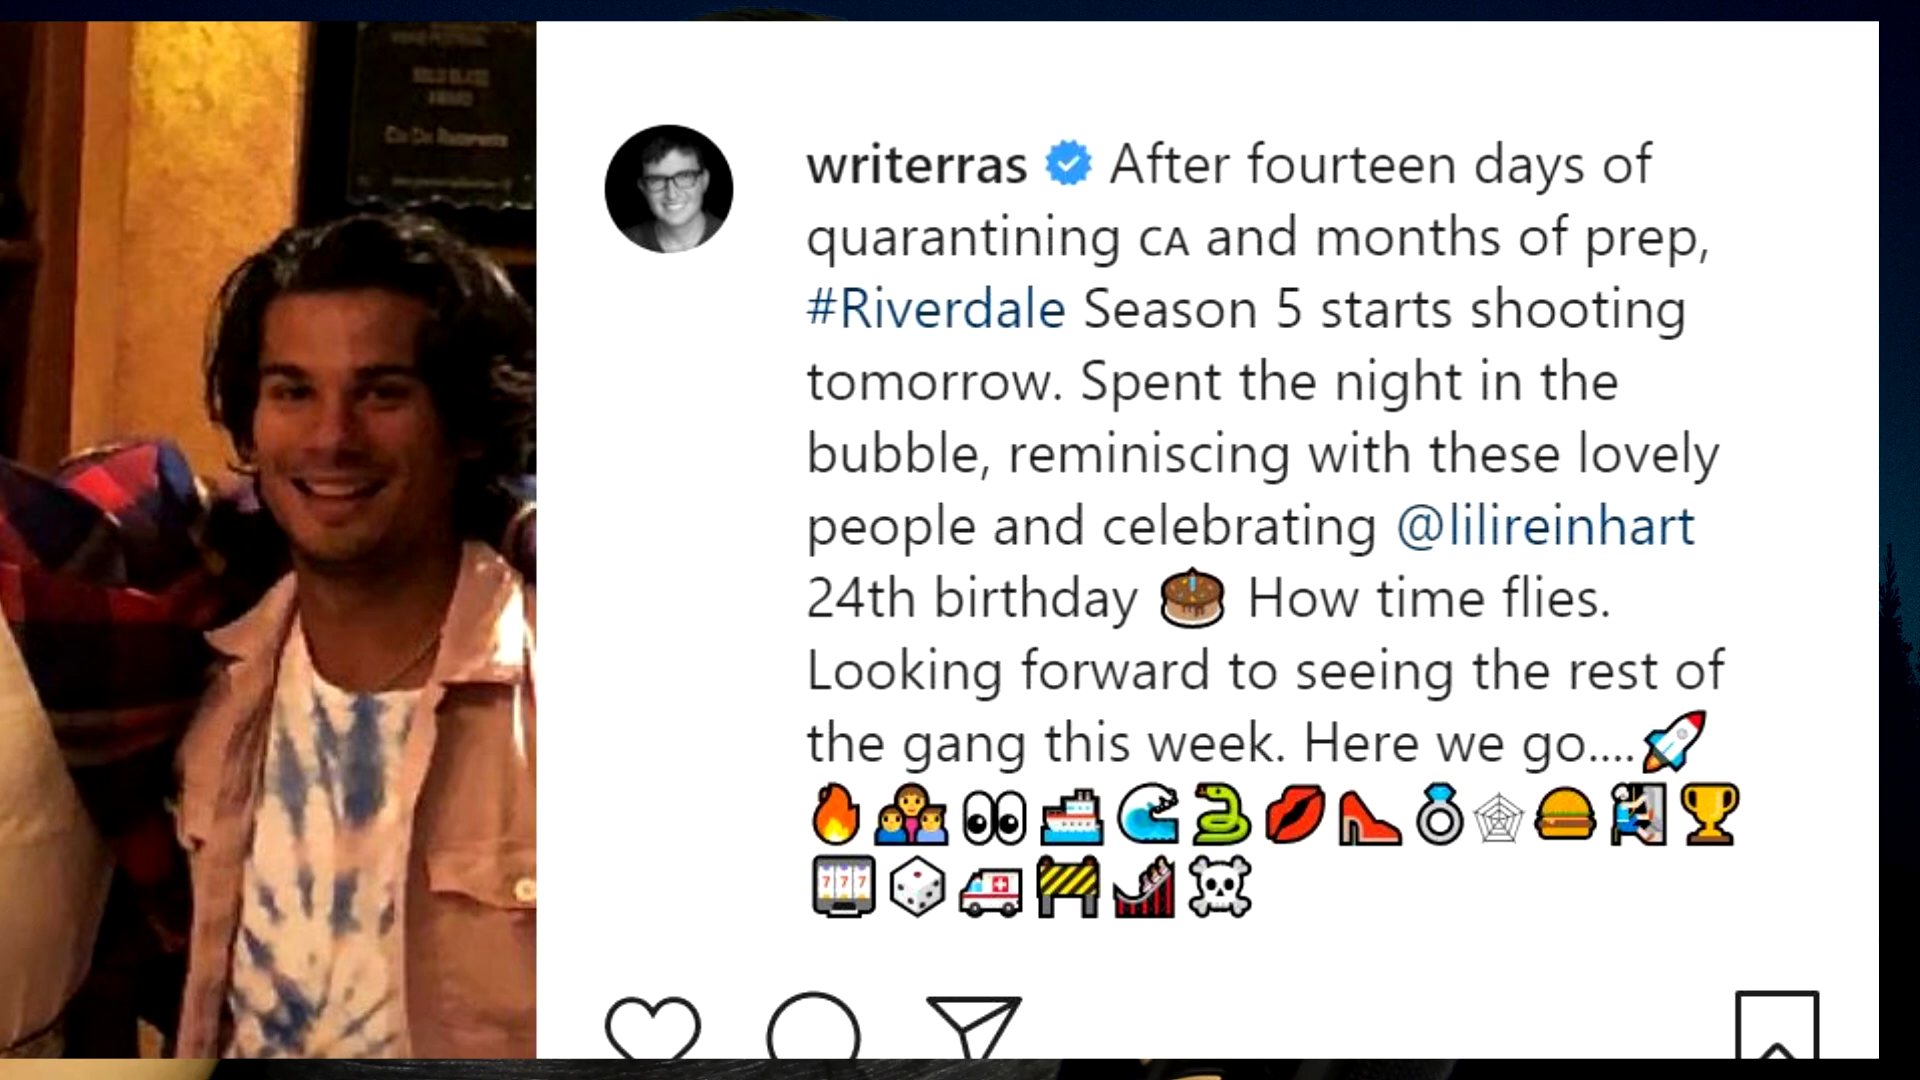 writerras After fourteen days of
quarantining CA and months of prep,
#Riverdale Season 5 starts shooting
tomorrow. Spent the night in the
bubble, reminiscing with these lovely
people and celebrating @lilireinhart
24th birthday 🎂 How time flies.
Looking forward to seeing the rest of
the gang this week. Here we go....🚀
🔥👩‍👦‍👦👀🛳️🌊🐍💋👠💍🕸️🍔🧗🏆
🎰🎲🚑🚧🎢☠️